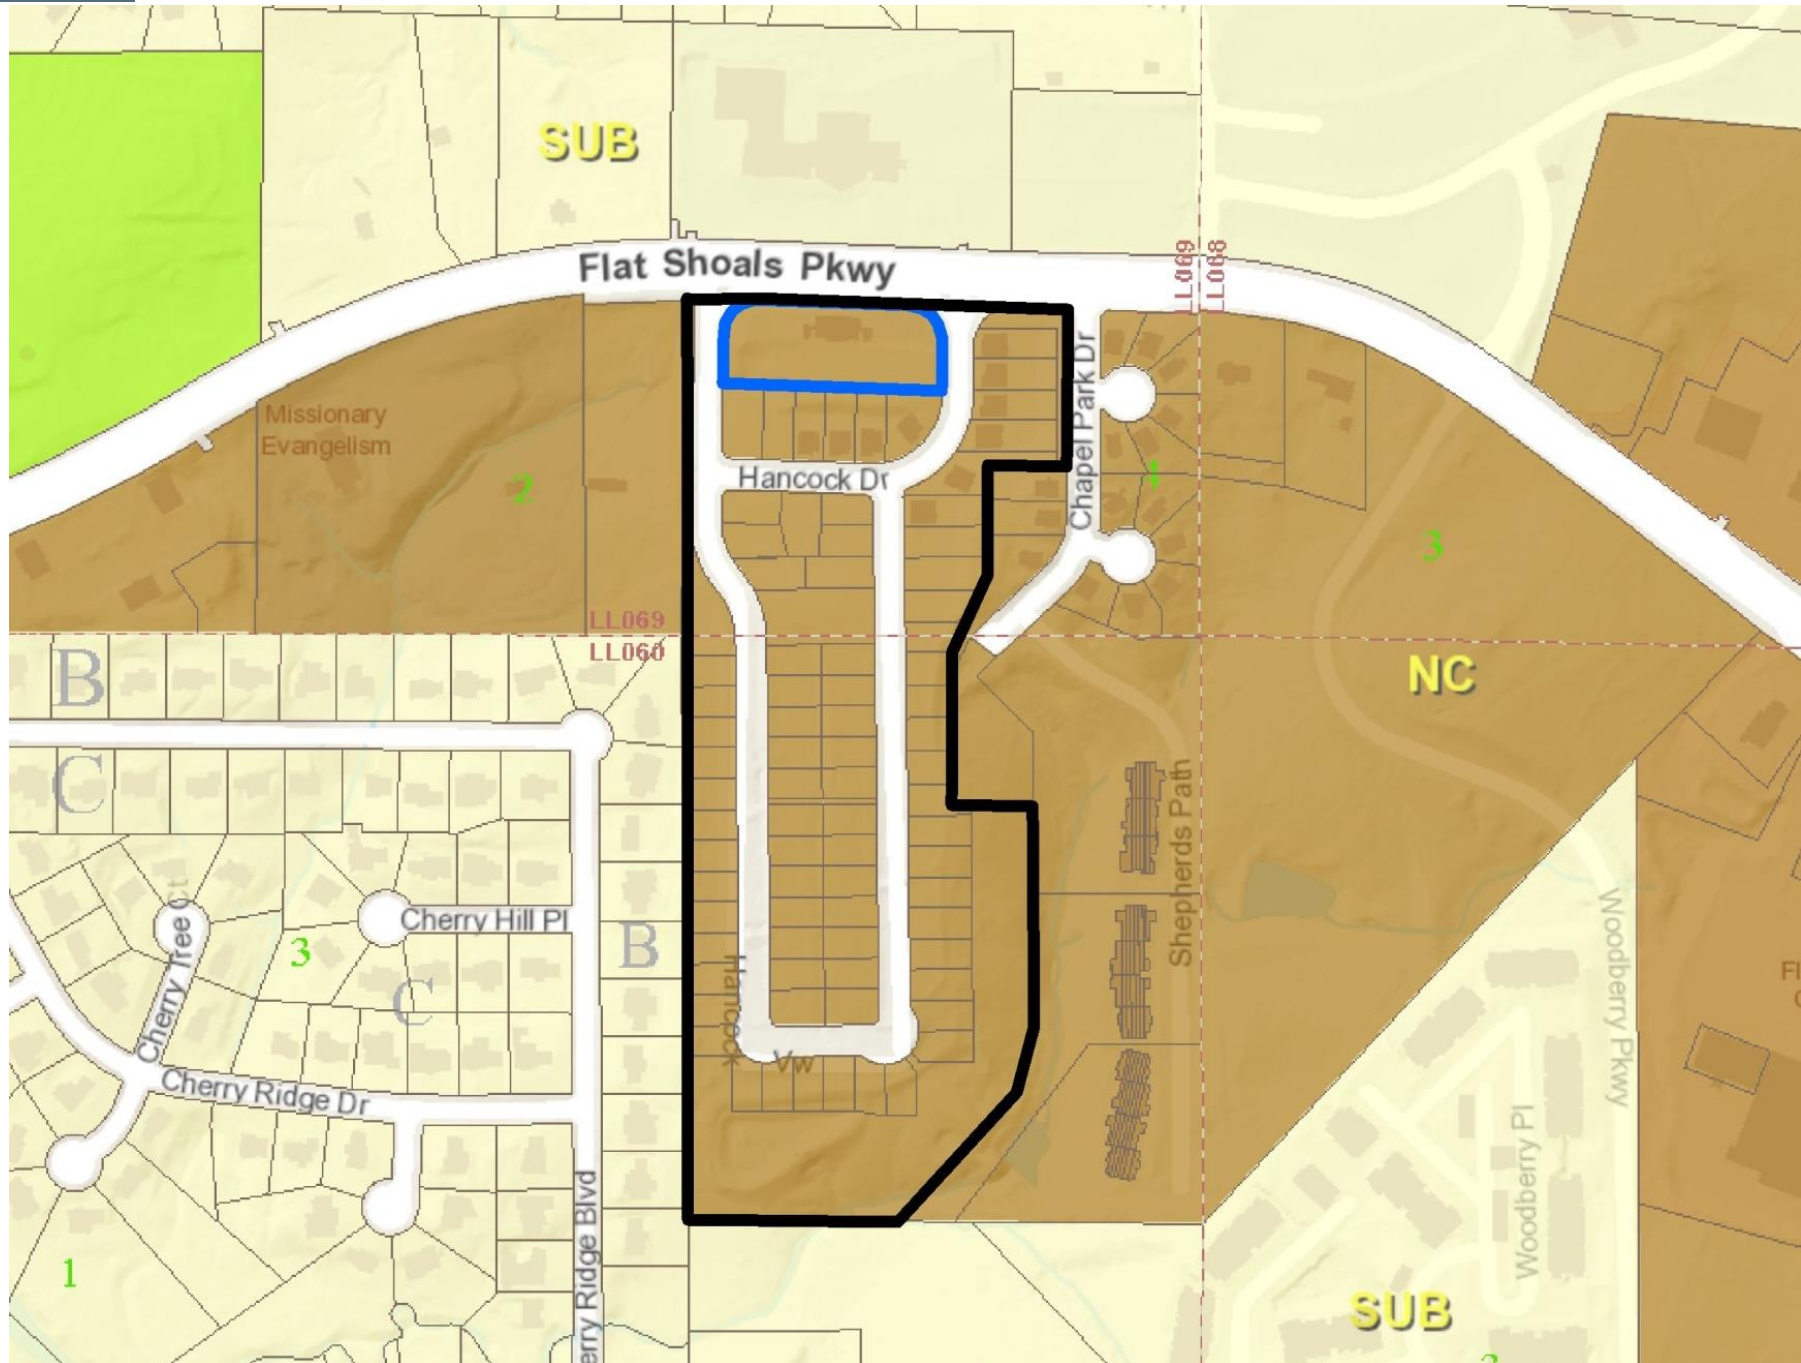 SUB
Flat Shoals Pkwy
LL069
LL068
Missionary
Evangelism
2
Hancock Dr
Chapel Park Dr
4
3
LL069
LL060
B
NC
C
Shepherds Path
Cherry Tree Ct
Cherry Hill Pl
3
C
B
Hancock
Vw
Woodberry Pkwy
Cherry Ridge Dr
Woodberry Pl
erry Ridge Blvd
1
SUB